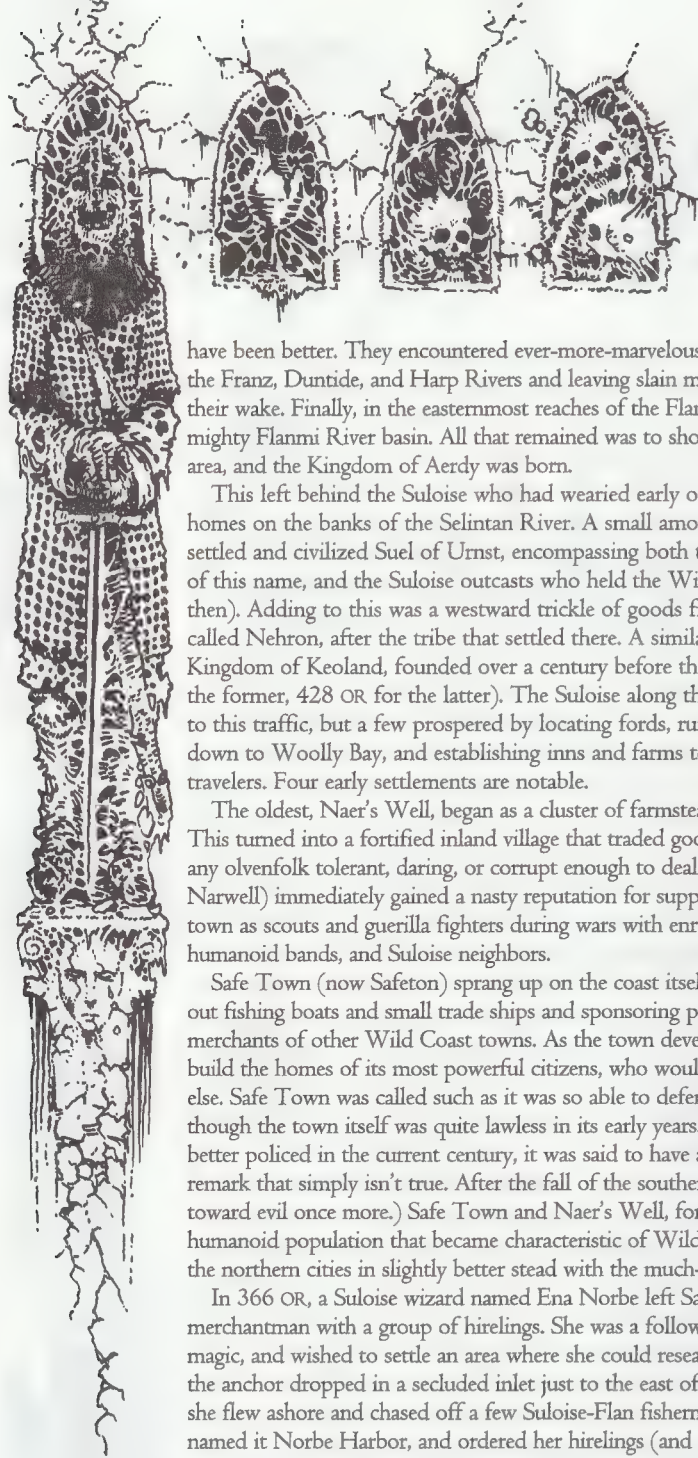 have been better. They encountered ever-more-marvelous
the Franz, Duntide, and Harp Rivers and leaving slain m
their wake. Finally, in the easternmost reaches of the Flan
mighty Flanmi River basin. All that remained was to sho
area, and the Kingdom of Aerdy was born.
This left behind the Suloise who had wearied early o
homes on the banks of the Selintan River. A small amo
settled and civilized Suel of Urnst, encompassing both t
of this name, and the Suloise outcasts who held the Wi
then). Adding to this was a westward trickle of goods f
called Nehron, after the tribe that settled there. A simila
Kingdom of Keoland, founded over a century before th
the former, 428 OR for the latter). The Suloise along th
to this traffic, but a few prospered by locating fords, ru
down to Woolly Bay, and establishing inns and farms t
travelers. Four early settlements are notable.
The oldest, Naer's Well, began as a cluster of farmstea
This turned into a fortified inland village that traded goo
any olvenfolk tolerant, daring, or corrupt enough to deal
Narwell) immediately gained a nasty reputation for supp
town as scouts and guerilla fighters during wars with enr
humanoid bands, and Suloise neighbors.
Safe Town (now Safeton) sprang up on the coast itsel
out fishing boats and small trade ships and sponsoring p
merchants of other Wild Coast towns. As the town deve
build the homes of its most powerful citizens, who woul
else. Safe Town was called such as it was so able to defer
though the town itself was quite lawless in its early years.
better policed in the current century, it was said to have a
remark that simply isn't true. After the fall of the southe
toward evil once more.) Safe Town and Naer's Well, for
humanoid population that became characteristic of Wild
the northern cities in slightly better stead with the much-
In 366 OR, a Suloise wizard named Ena Norbe left Sa
merchantman with a group of hirelings. She was a follow
magic, and wished to settle an area where she could resea
the anchor dropped in a secluded inlet just to the east of
she flew ashore and chased off a few Suloise-Flan fishern
named it Norbe Harbor, and ordered her hirelings (and